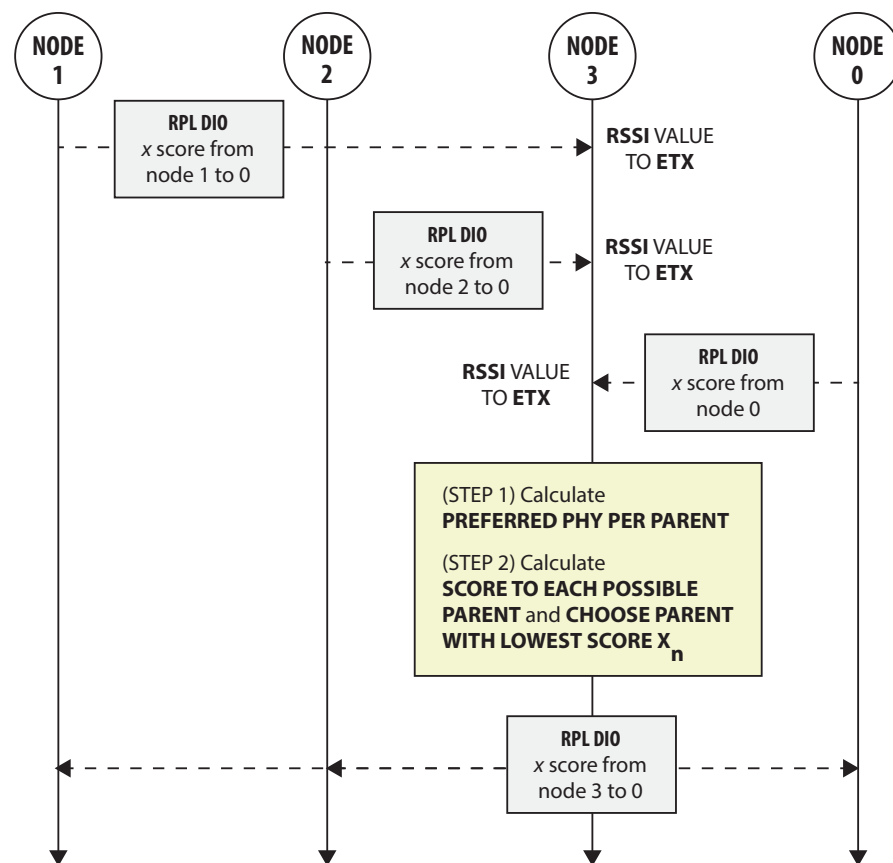 NODE
1
NODE
2
NODE
3
NODE
0
RPL DIO
x score from
node 1 to 0
RSSI VALUE
TO ETX
RPL DIO
x score from
node 2 to 0
RSSI VALUE
TO ETX
RSSI VALUE
TO ETX
RPL DIO
x score from
node 0
(STEP 1) Calculate
PREFERRED PHY PER PARENT
(STEP 2) Calculate
SCORE TO EACH POSSIBLE
PARENT and CHOOSE PARENT
WITH LOWEST SCORE Xn
RPL DIO
x score from
node 3 to 0